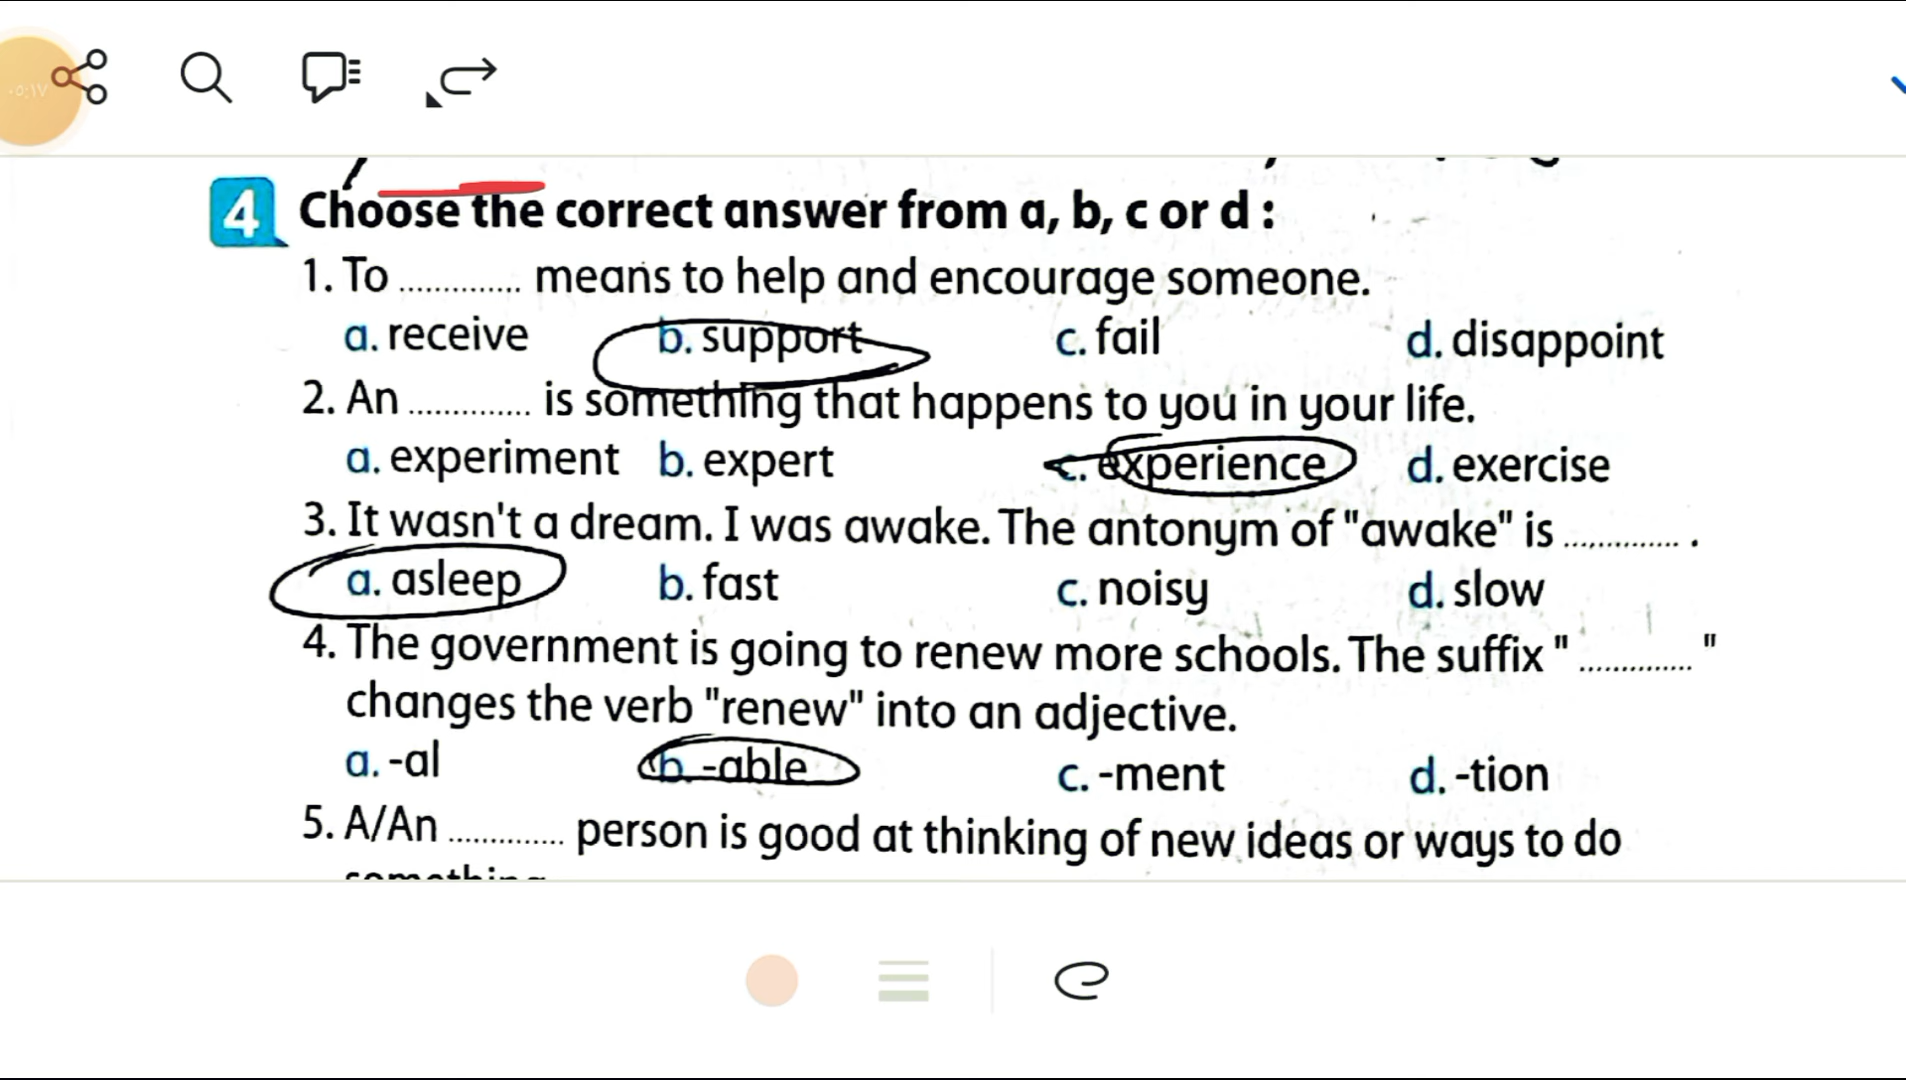 ٠٥:١٧
4 Choose the correct answer from a, b, c or d :
1. To ............. means to help and encourage someone.
a. receive b. support c. fail d. disappoint
2. An ............. is something that happens to you in your life.
a. experiment b. expert c. experience d. exercise
3. It wasn't a dream. I was awake. The antonym of "awake" is ............. .
a. asleep b. fast c. noisy d. slow
4. The government is going to renew more schools. The suffix " ............. "
changes the verb "renew" into an adjective.
a. -al b. -able c. -ment d. -tion
5. A/An ............. person is good at thinking of new ideas or ways to do